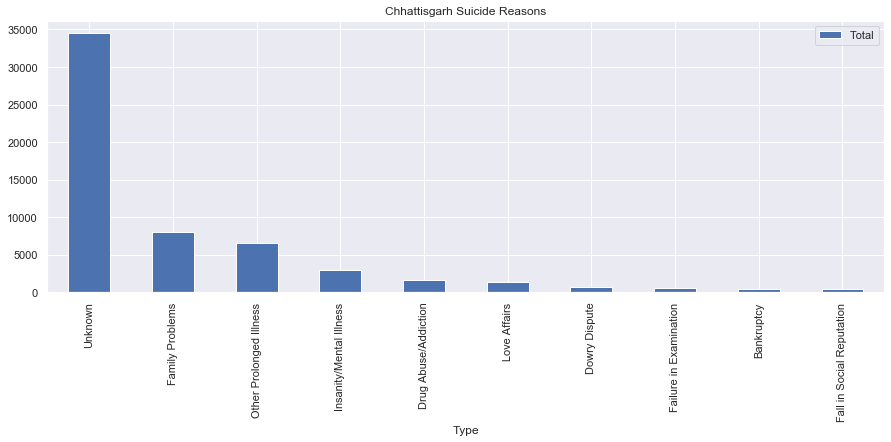 Chhattisgarh Suicide Reasons
Total
35000
30000
25000
20000
15000
10000
5000
0
Unknown
Family Problems
Other Prolonged Illness
Insanity/Mental Illness
Drug Abuse/Addiction
Love Affairs
Dowry Dispute
Failure in Examination
Bankruptcy
Fall in Social Reputation
Type